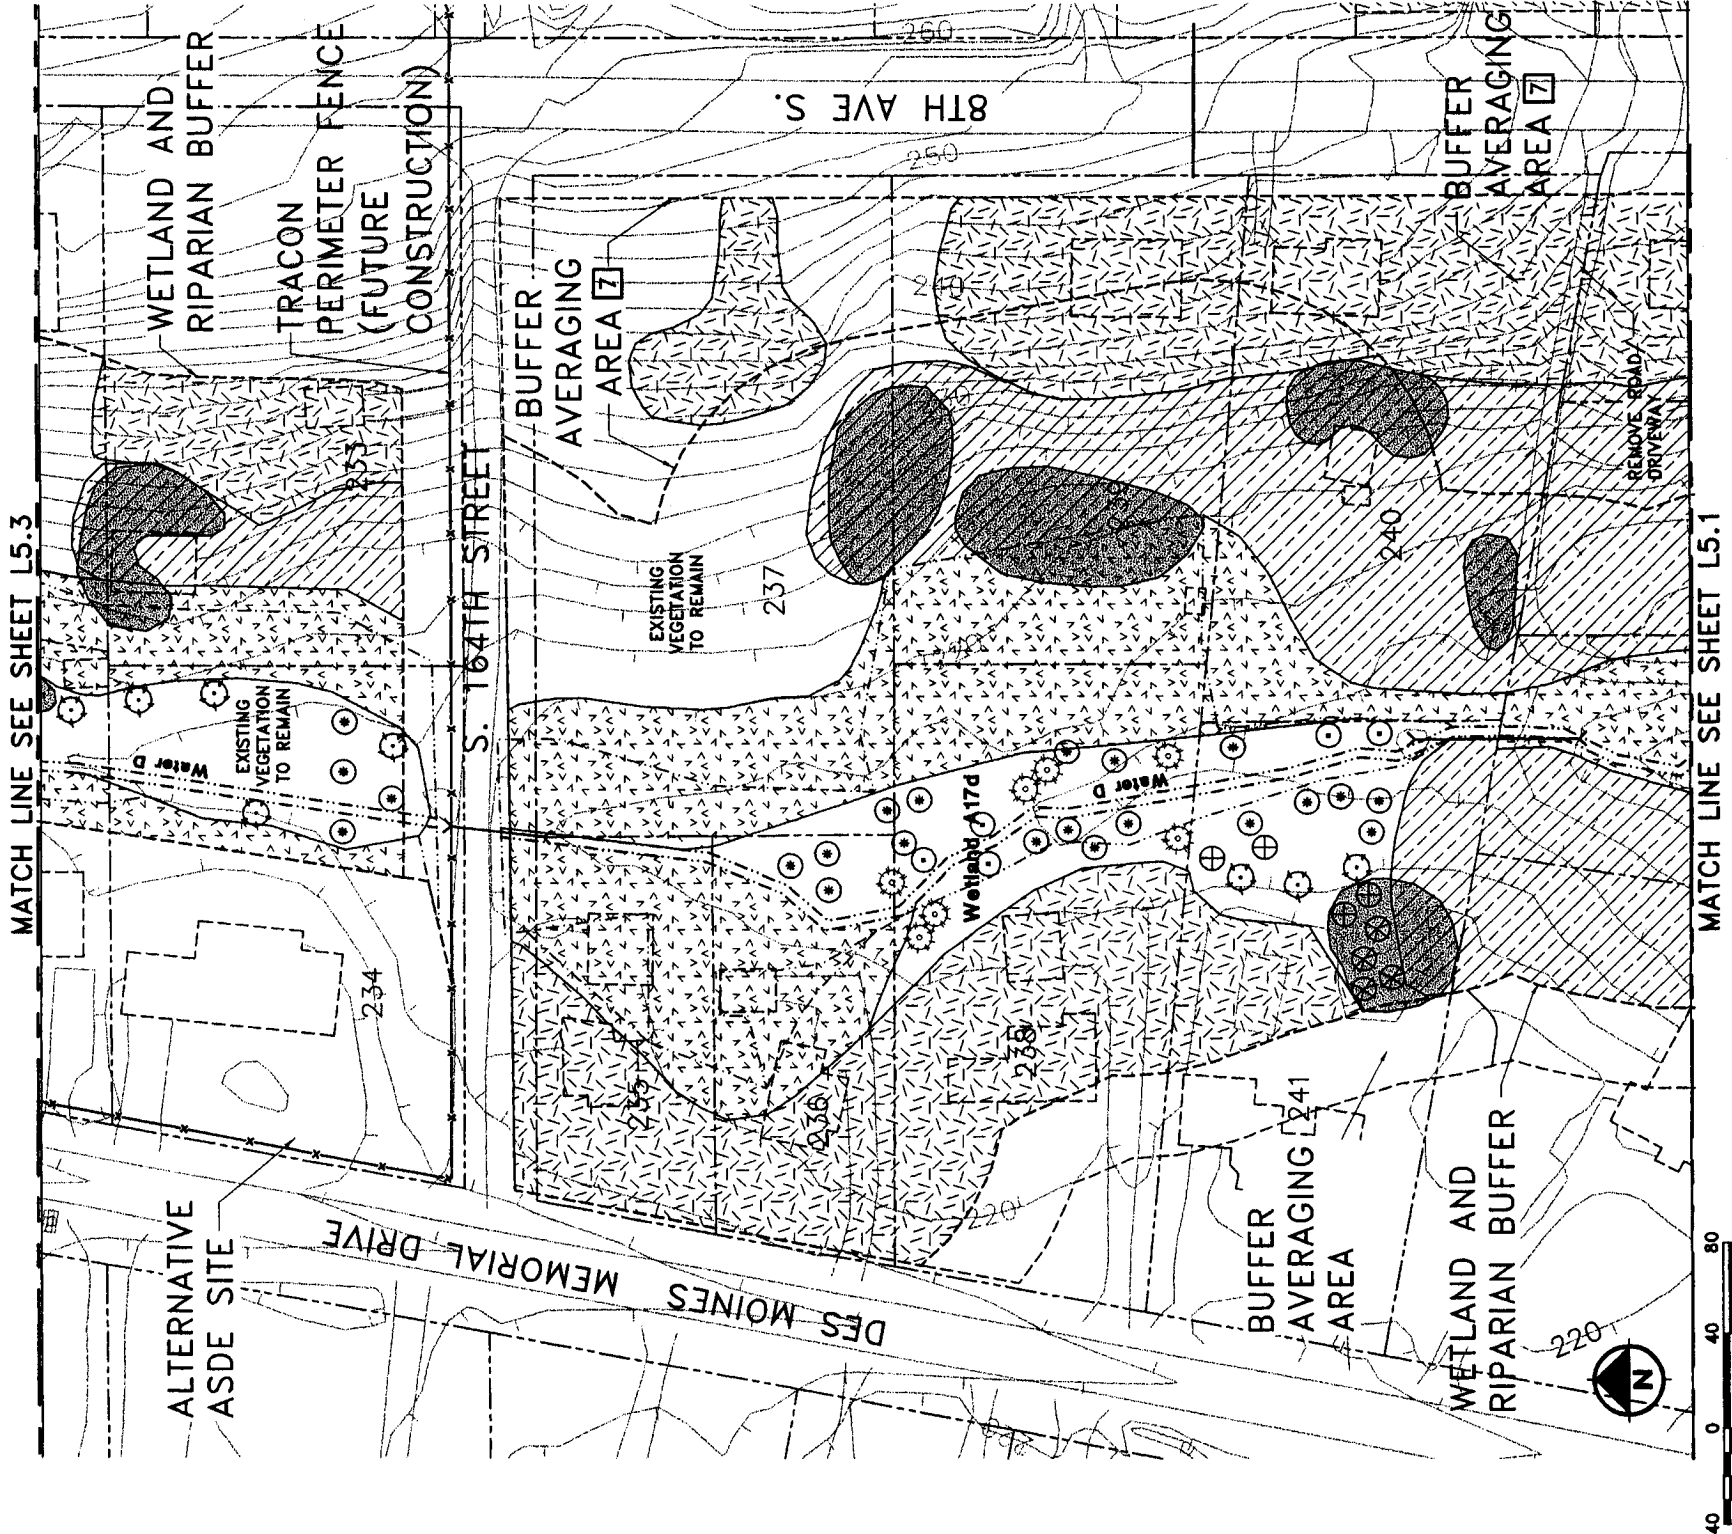 MATCH LINE SEE SHEET L5.3
WETLAND AND
RIPARIAN BUFFER
TRACON
PERIMETER FENCE
(FUTURE
CONSTRUCTION)
260
8TH AVE S.
250
BUFFER
AVERAGING
AREA 7
BUFFER
AVERAGING
AREA 7
240
233
S. 164TH STREET
REMOVE ROAD/
DRIVEWAY
240
EXISTING
VEGETATION
TO REMAIN
237
EXISTING
VEGETATION
TO REMAIN
Water D
Water D
Wetland A17d
234
235
236
238
241
ALTERNATIVE
ASDE SITE
DES MOINES MEMORIAL DRIVE
220
BUFFER
AVERAGING
AREA
WETLAND AND
RIPARIAN BUFFER
220
N
MATCH LINE SEE SHEET L5.1
40 0 40 80